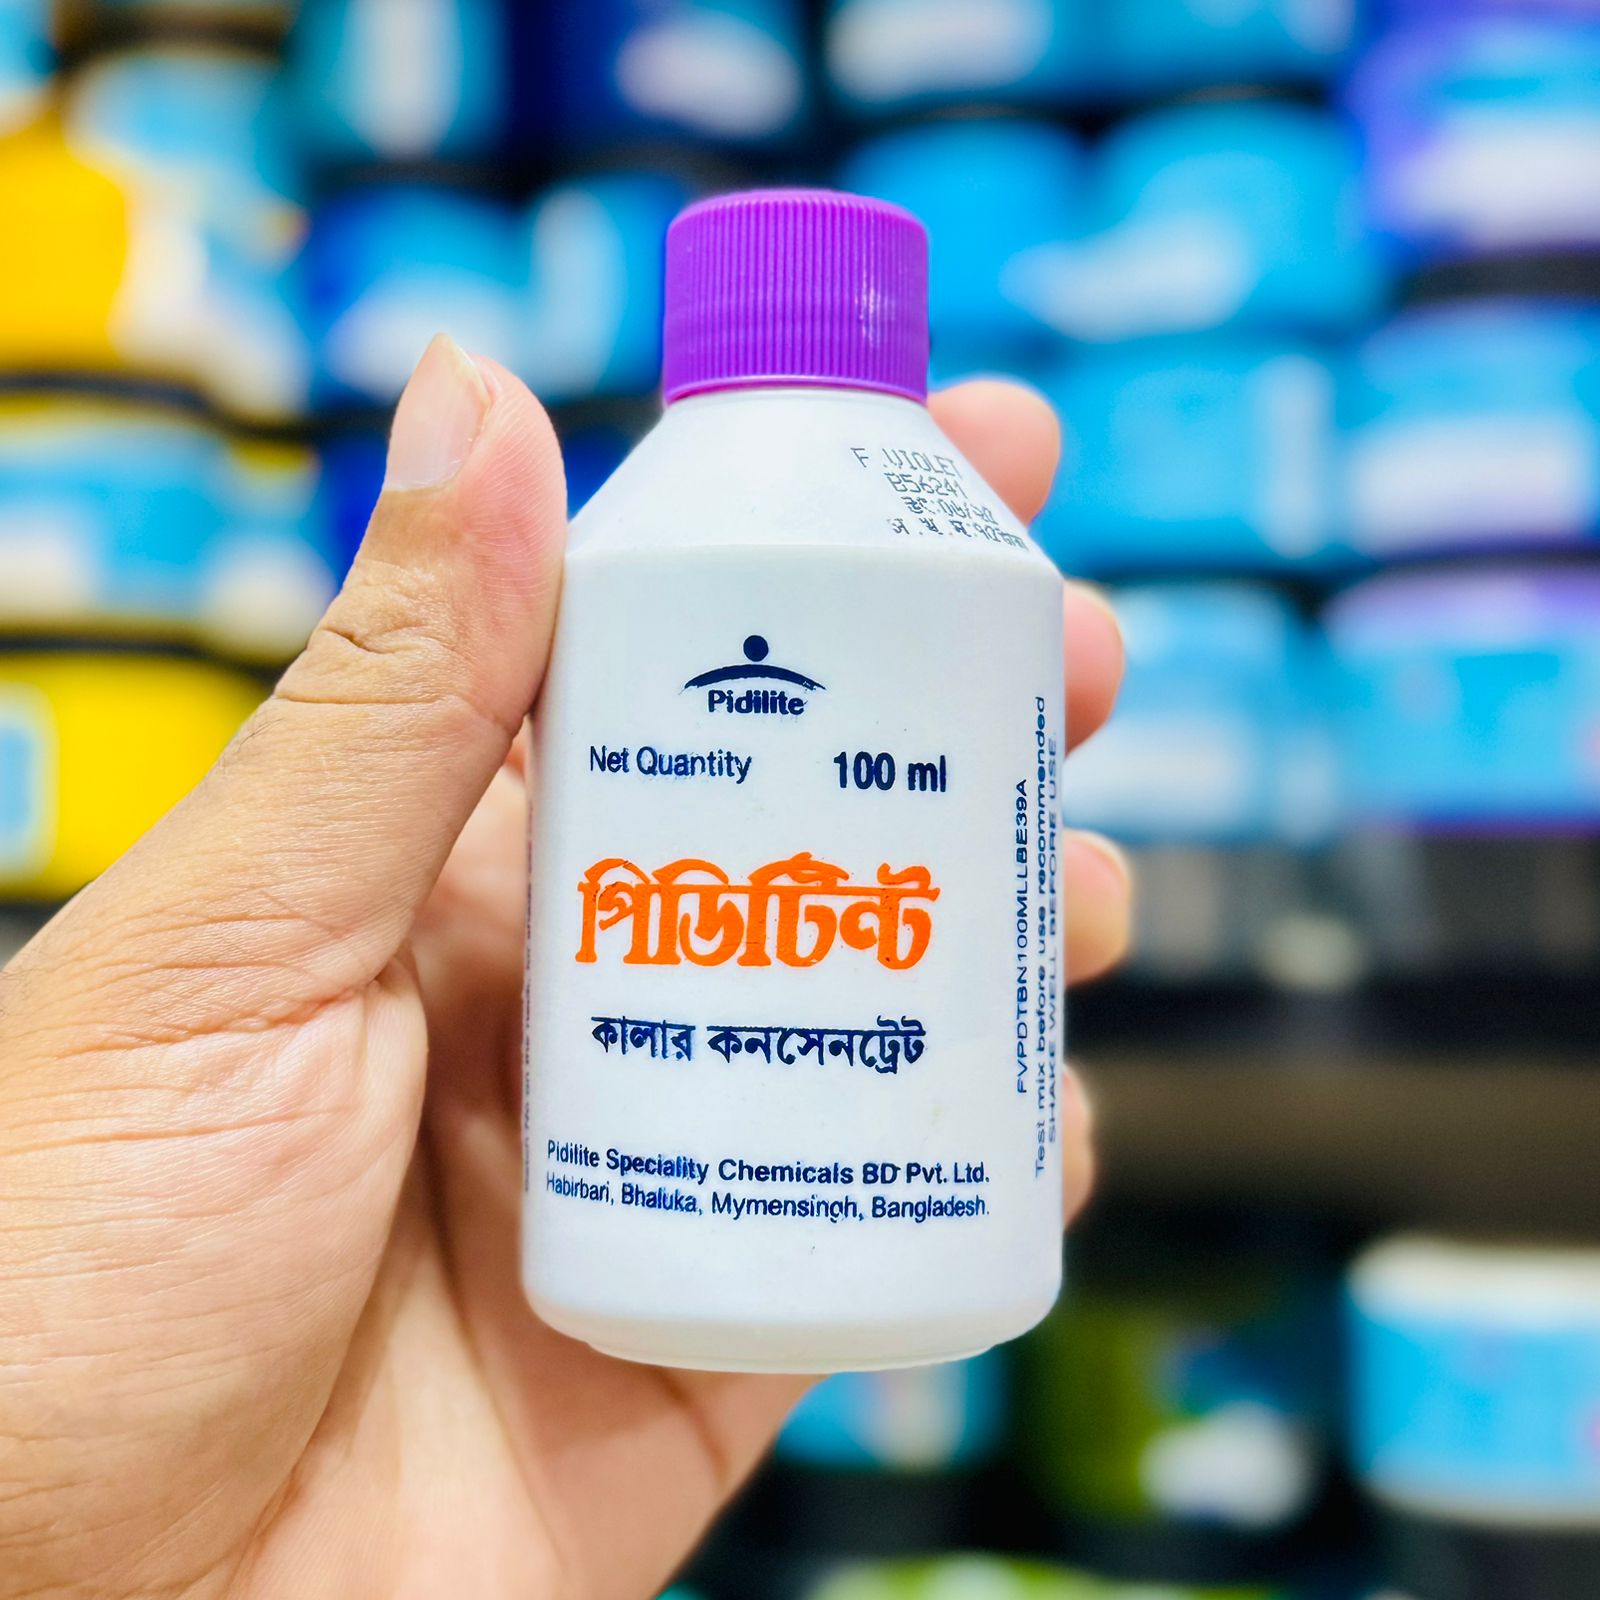 F.VIOLET
B56241
Pidilite
Net Quantity 100 ml
পিডিটিন্ট
কালার কনসেনট্রেট
Pidilite Speciality Chemicals BD Pvt. Ltd.
Habirbari, Bhaluka, Mymensingh, Bangladesh.
FVPDTBN100MLLBE39A
Test mix before use recommended
SHAKE WELL BEFORE USE.